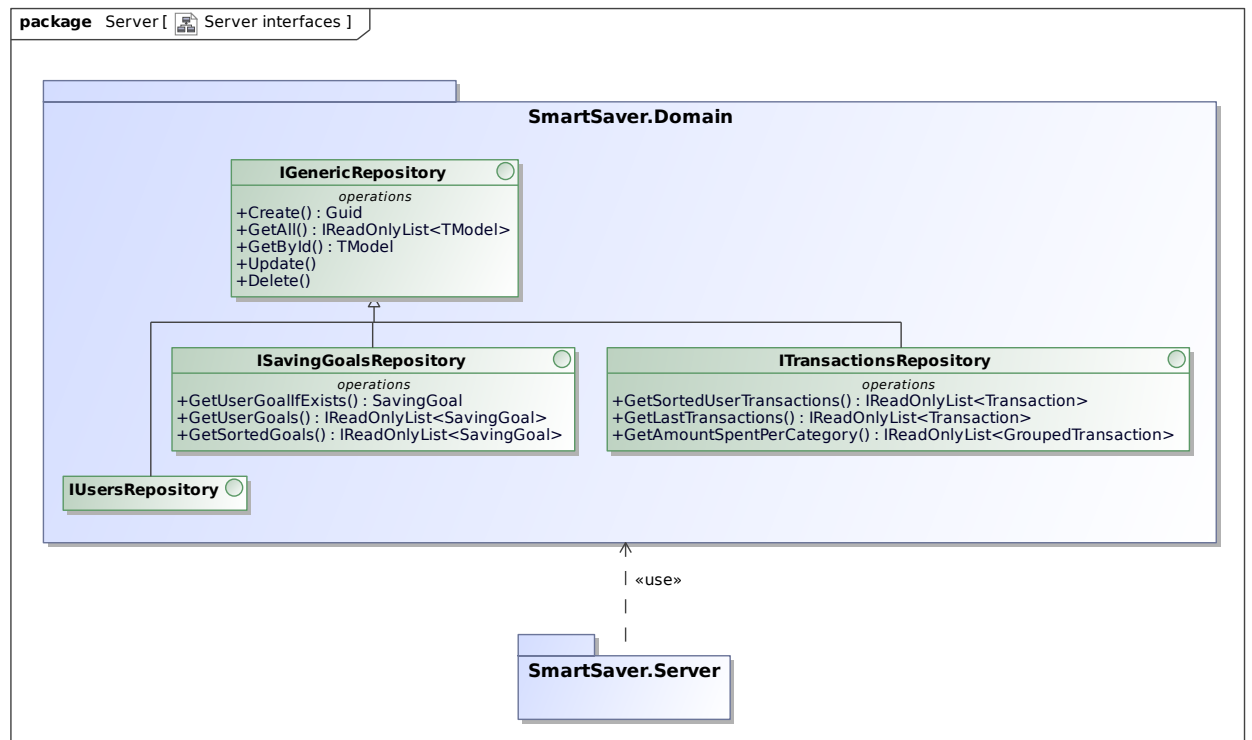 package Server [ Server interfaces ]
SmartSaver.Domain
IGenericRepository
operations
+Create() : Guid
+GetAll() : IReadOnlyList<TModel>
+GetById() : TModel
+Update()
+Delete()
ISavingGoalsRepository
operations
+GetUserGoalIfExists() : SavingGoal
+GetUserGoals() : IReadOnlyList<SavingGoal>
+GetSortedGoals() : IReadOnlyList<SavingGoal>
ITransactionsRepository
operations
+GetSortedUserTransactions() : IReadOnlyList<Transaction>
+GetLastTransactions() : IReadOnlyList<Transaction>
+GetAmountSpentPerCategory() : IReadOnlyList<GroupedTransaction>
IUsersRepository
«use»
SmartSaver.Server